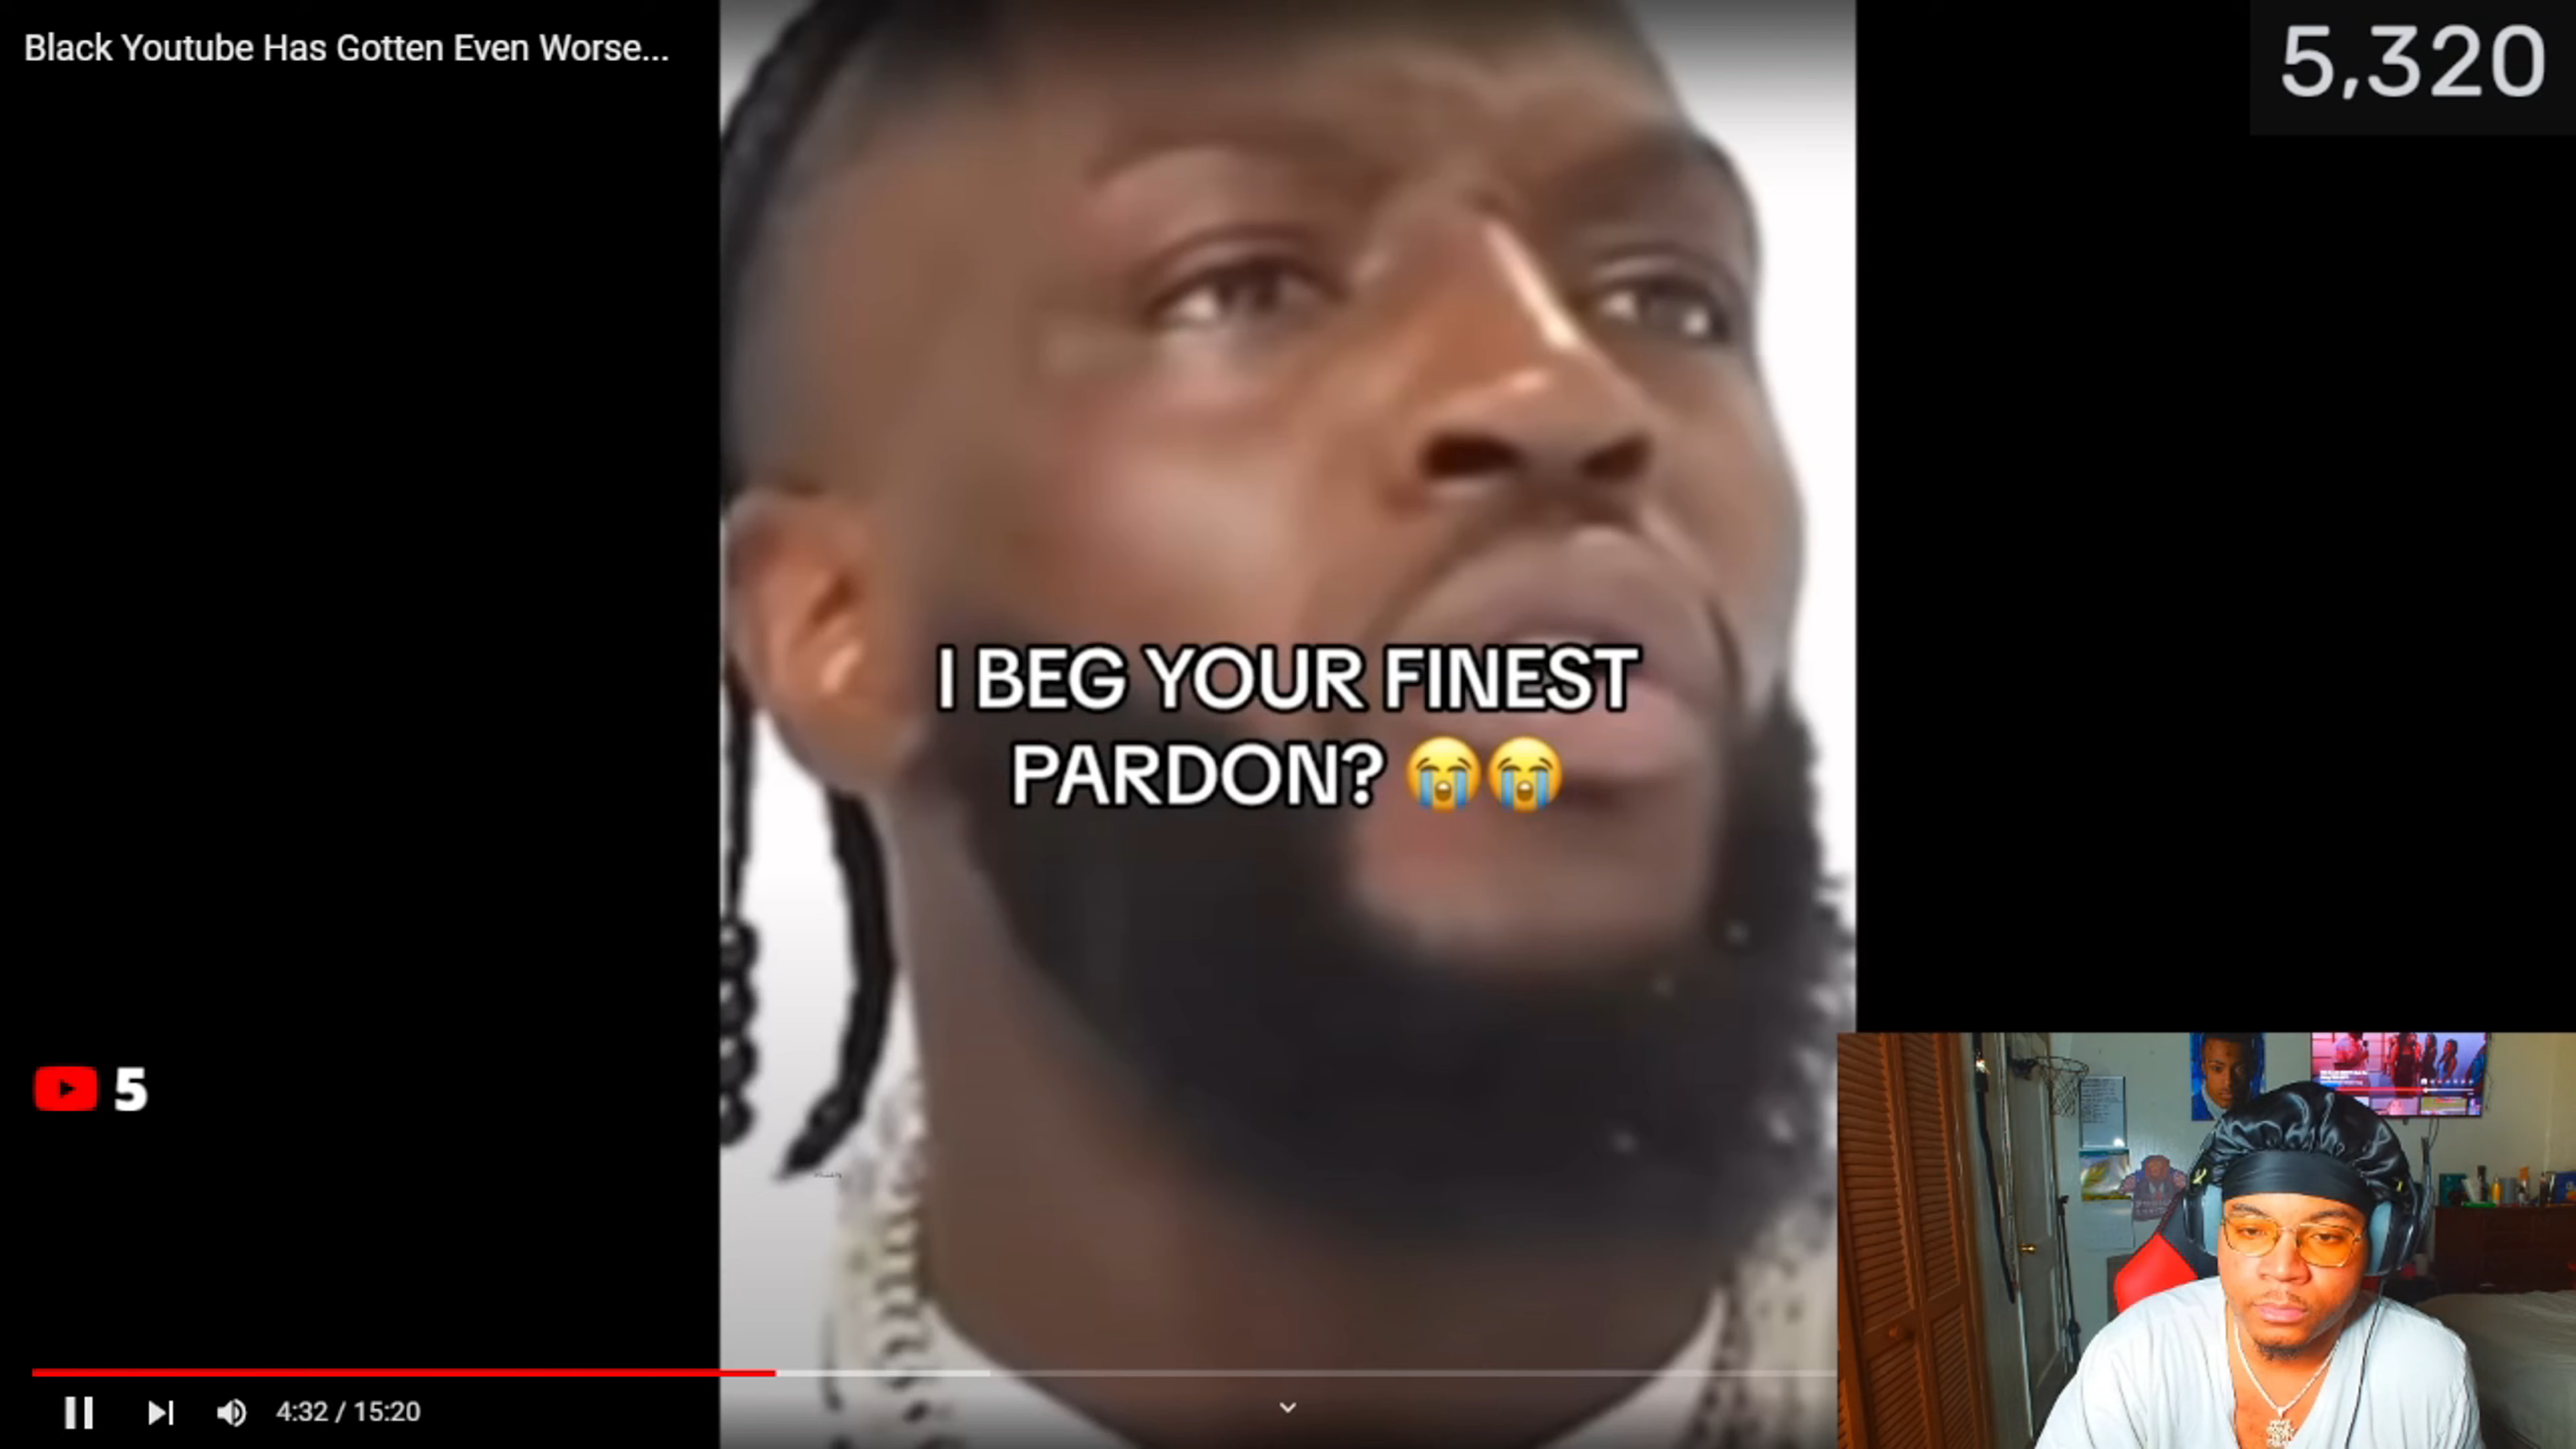 Black Youtube Has Gotten Even Worse...
5,320
I BEG YOUR FINEST
PARDON? 😭😭
5
4:32 / 15:20